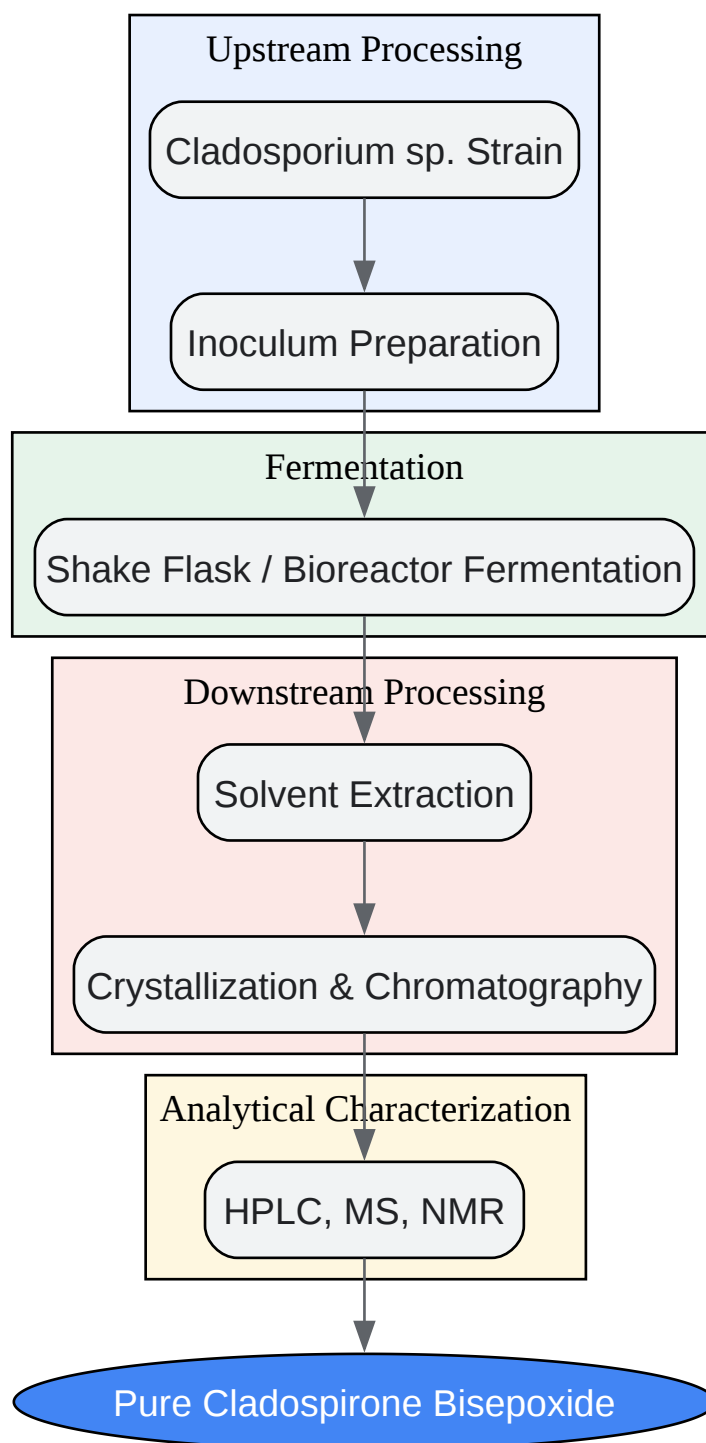 Upstream Processing
Cladosporium sp. Strain
Inoculum Preparation
Fermentation
Shake Flask / Bioreactor Fermentation
Downstream Processing
Solvent Extraction
Crystallization & Chromatography
Analytical Characterization
HPLC, MS, NMR
Pure Cladospirone Bisepoxide